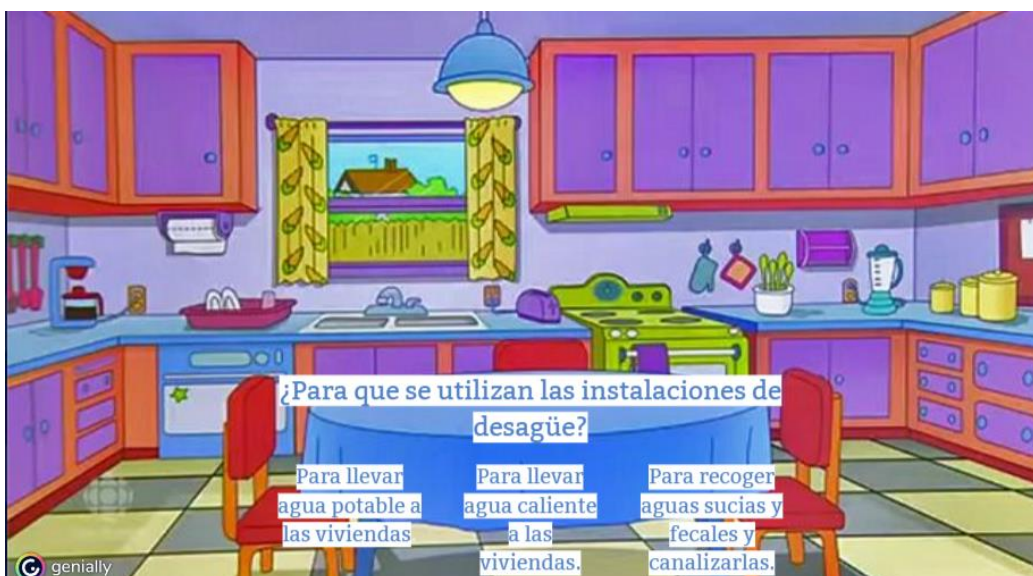 ¿Para que se utilizan las instalaciones de
desagüe?
Para llevar
agua potable a
las viviendas
Para llevar
agua caliente
a las
viviendas.
Para recoger
aguas sucias y
fecales y
canalizarlas.
genially